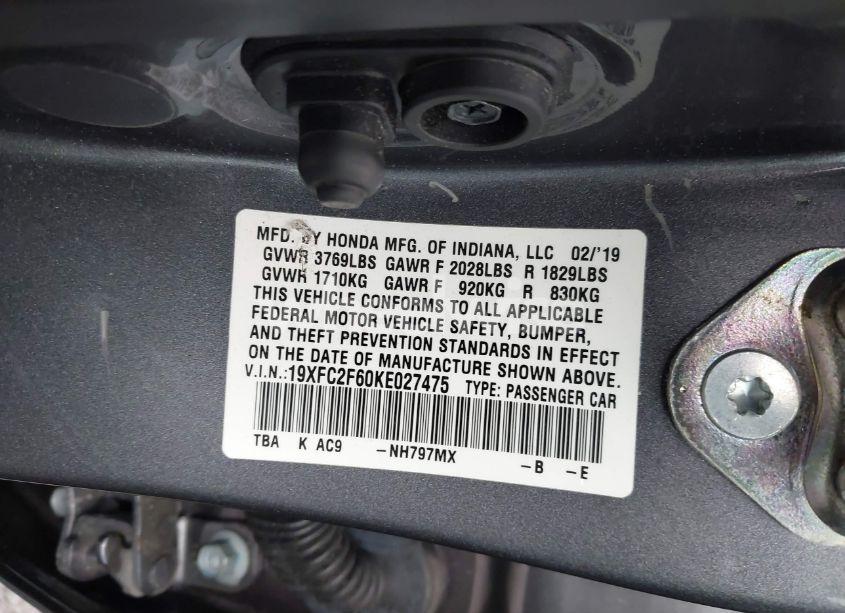 MFD. BY HONDA MFG. OF INDIANA, LLC 02/'19
GVWR 3769LBS GAWR F 2028LBS R 1829LBS
GVWR 1710KG GAWR F 920KG R 830KG
THIS VEHICLE CONFORMS TO ALL APPLICABLE
FEDERAL MOTOR VEHICLE SAFETY, BUMPER,
AND THEFT PREVENTION STANDARDS IN EFFECT
ON THE DATE OF MANUFACTURE SHOWN ABOVE.
V.I.N.:19XFC2F60KE027475 TYPE: PASSENGER CAR
TBA K AC9 -NH797MX -B -E